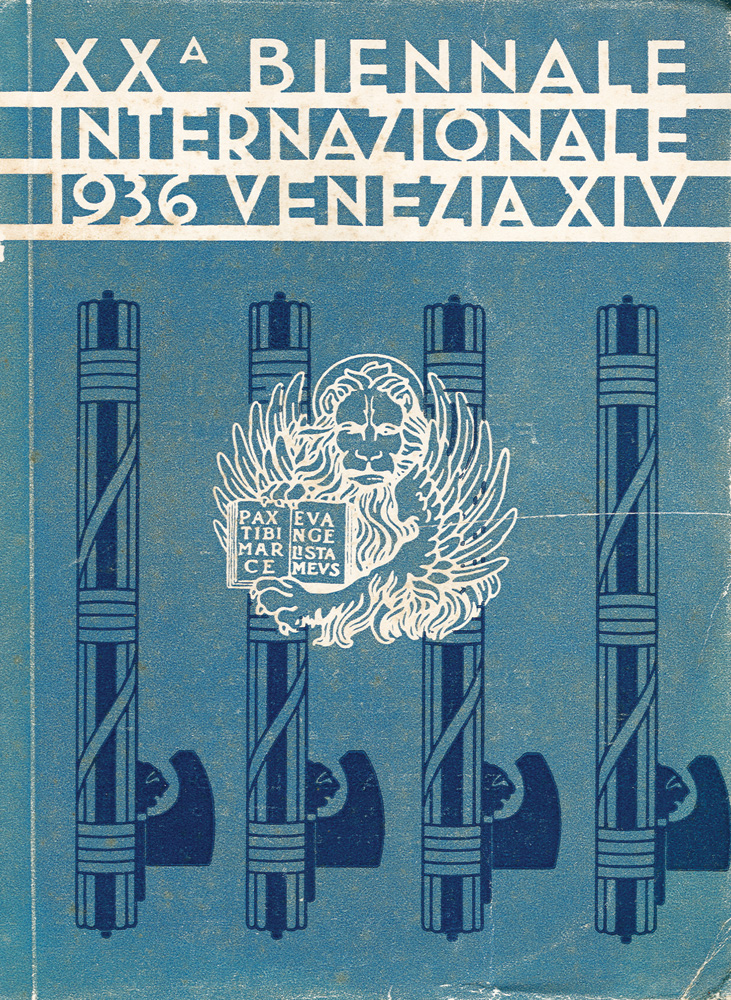 XXA BIENNALE
INTERNAZIONALE
1936 VENEZIA XIV
PAX
TIBI
MAR
CE
EVA
NGE
LISTA
MEVS